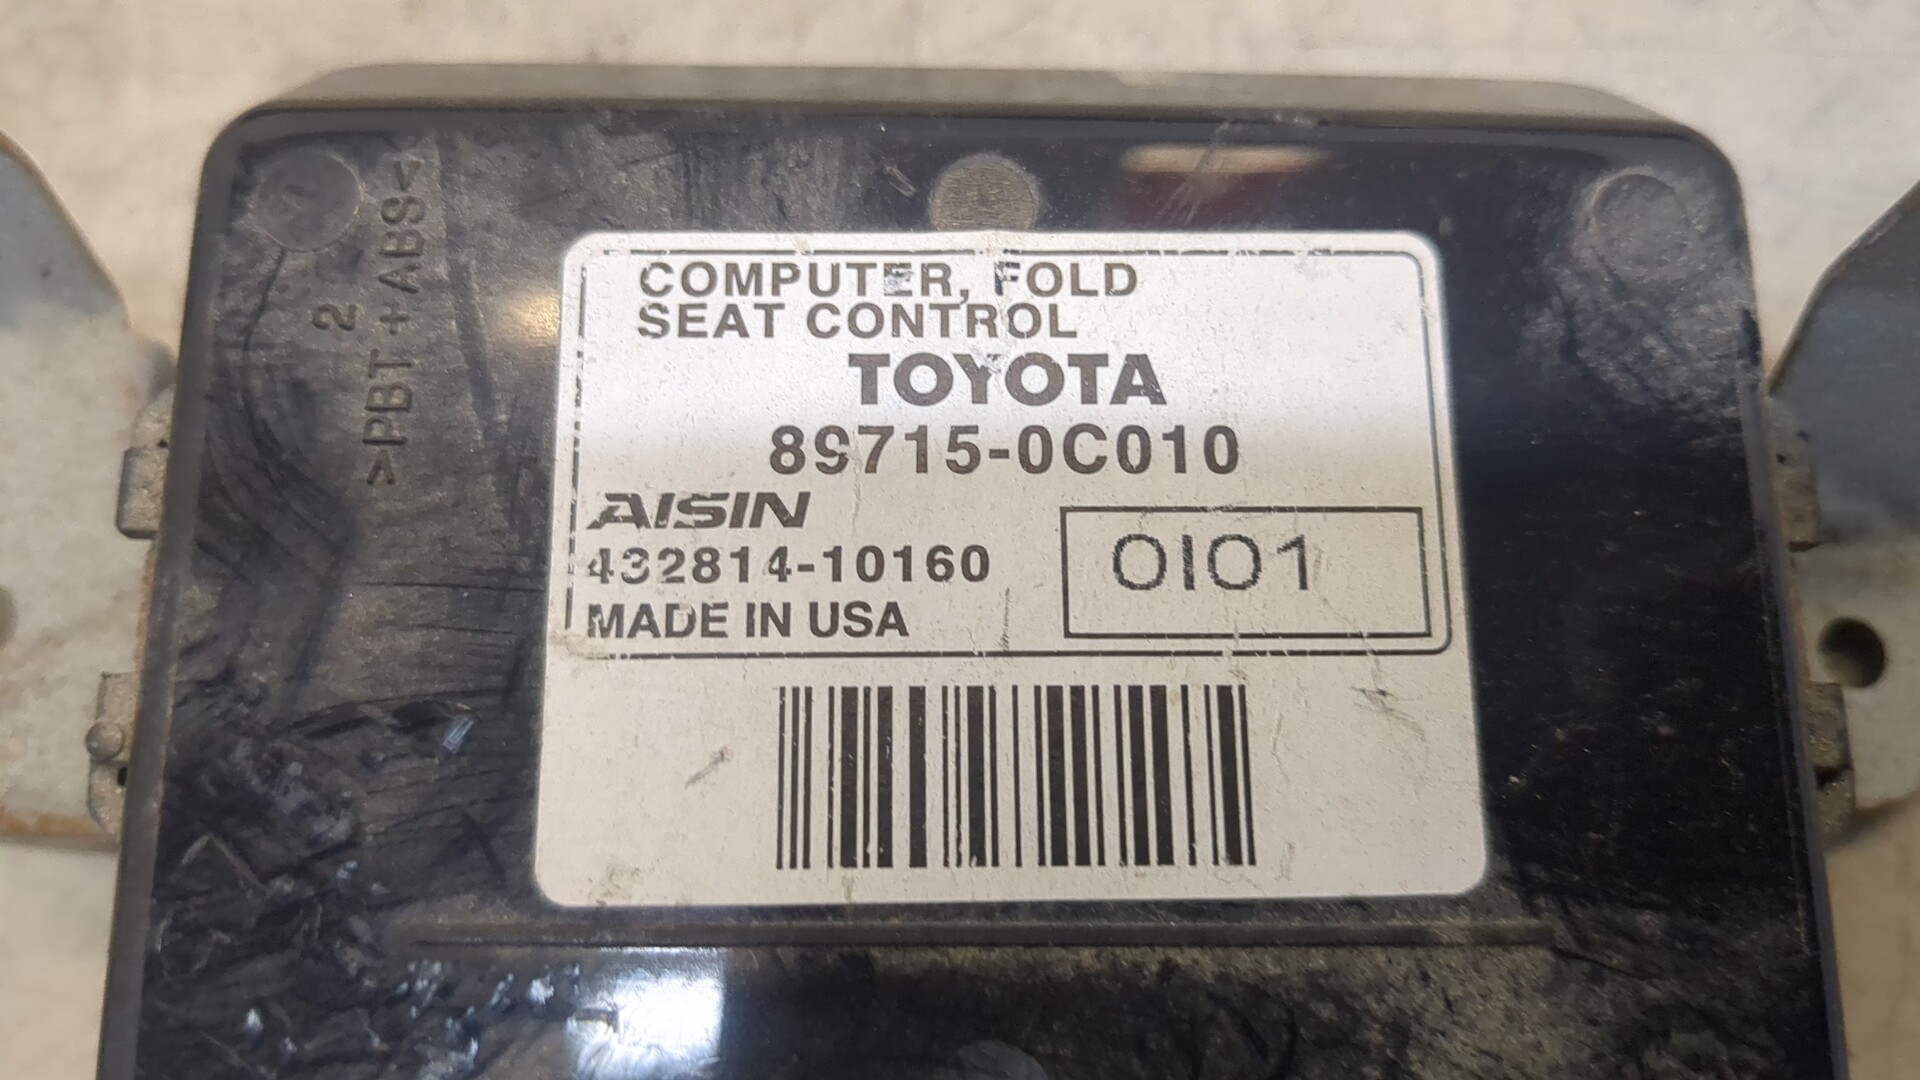 COMPUTER, FOLD
SEAT CONTROL
TOYOTA
89715-0C010
AISIN
432814-10160
MADE IN USA
0101
2
>PBT+ABS<